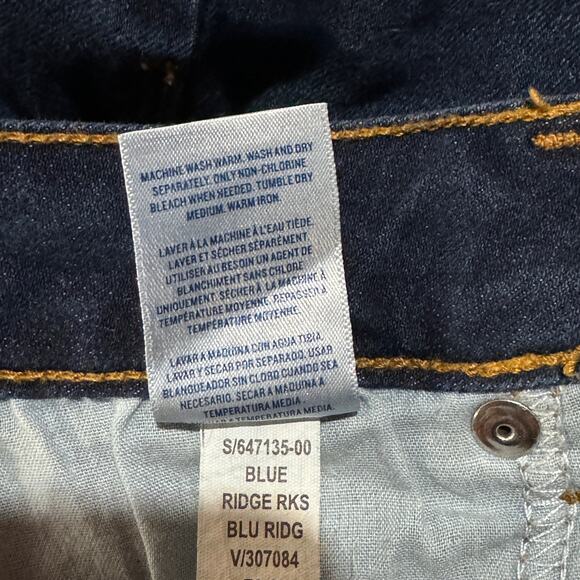 MACHINE WASH WARM. WASH AND DRY
SEPARATELY. ONLY NON-CHLORINE
BLEACH WHEN NEEDED. TUMBLE DRY
MEDIUM. WARM IRON.
LAVER À LA MACHINE À L'EAU TIÈDE.
LAVER ET SÉCHER SÉPARÉMENT.
UTILISER AU BESOIN UN AGENT DE
BLANCHIMENT SANS CHLORE
UNIQUEMENT. SÉCHER À LA MACHINE À
TEMPÉRATURE MOYENNE. REPASSER À
TEMPÉRATURE MOYENNE.
LAVAR A MAQUINA CON AGUA TIBIA.
LAVAR Y SECAR POR SEPARADO. USAR
BLANQUEADOR SIN CLORO CUANDO SEA
NECESARIO. SECAR A MAQUINA A
TEMPERATURA MEDIA.
A TEMPERATURA MEDIA.
S/647135-00
BLUE
RIDGE RKS
BLU RIDG
V/307084